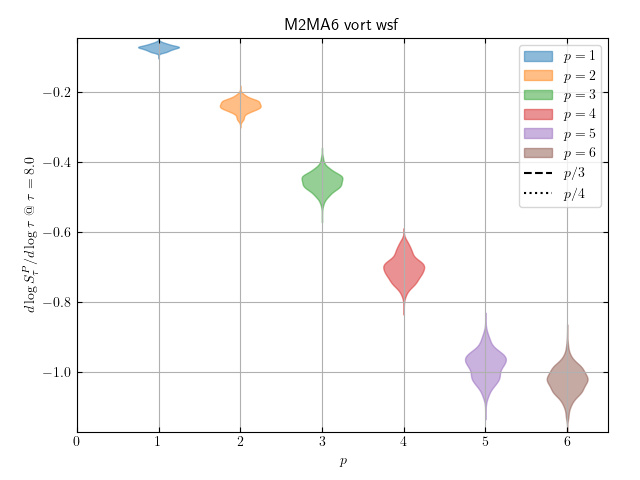 M2MA6 vort wsf
d log S_τ^P / d log τ @ τ = 8.0
−0.2
−0.4
−0.6
−0.8
−1.0
0 1 2 3 4 5 6
p
p = 1
p = 2
p = 3
p = 4
p = 5
p = 6
p/3
p/4